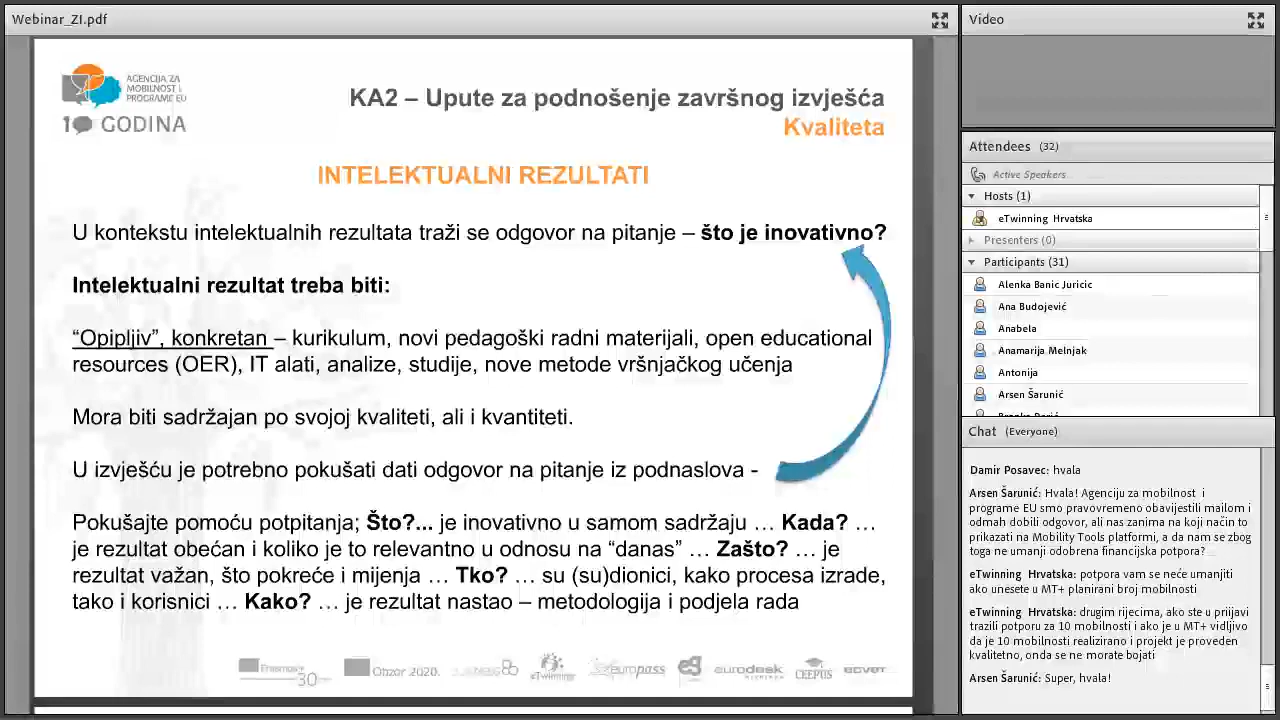 Webinar_ZI.pdf
AGENCIJA ZA
MOBILNOST I
PROGRAME EU
10 GODINA
KA2 – Upute za podnošenje završnog izvješća
Kvaliteta
INTELEKTUALNI REZULTATI
U kontekstu intelektualnih rezultata traži se odgovor na pitanje – što je inovativno?
Intelektualni rezultat treba biti:
“Opipljiv”, konkretan – kurikulum, novi pedagoški radni materijali, open educational
resources (OER), IT alati, analize, studije, nove metode vršnjačkog učenja
Mora biti sadržajan po svojoj kvaliteti, ali i kvantiteti.
U izvješću je potrebno pokušati dati odgovor na pitanje iz podnaslova -
Pokušajte pomoću potpitanja; Što?... je inovativno u samom sadržaju … Kada? …
je rezultat obećan i koliko je to relevantno u odnosu na “danas” … Zašto? … je
rezultat važan, što pokreće i mijenja … Tko? … su (su)dionici, kako procesa izrade,
tako i korisnici … Kako? … je rezultat nastao – metodologija i podjela rada
Erasmus+ Obzor 2020. eTwinning europass eurodesk CEEPUS ECVET
30
Video
Attendees (32)
Active Speakers
Hosts (1)
eTwinning Hrvatska
Presenters (0)
Participants (31)
Alenka Banic Juricic
Ana Budojević
Anabela
Anamarija Melnjak
Antonija
Arsen Šarunić
Chat (Everyone)
Damir Posavec: hvala
Arsen Šarunić: Hvala! Agenciju za mobilnost i
programe EU smo pravovremeno obavijestili mailom i
odmah dobili odgovor, ali nas zanima na koji način to
prikazati na Mobility Tools platformi, a da nam se zbog
toga ne umanji odobrena financijska potpora?
eTwinning Hrvatska: potpora vam se neće umanjiti
ako unesete u MT+ planirani broj mobilnosti
eTwinning Hrvatska: drugim rijecima, ako ste u prijavi
trazili potporu za 10 mobilnosti i ako je u MT+ vidljivo
da je 10 mobilnosti realizirano i projekt je proveden
kvalitetno, onda se ne morate bojati
Arsen Šarunić: Super, hvala!